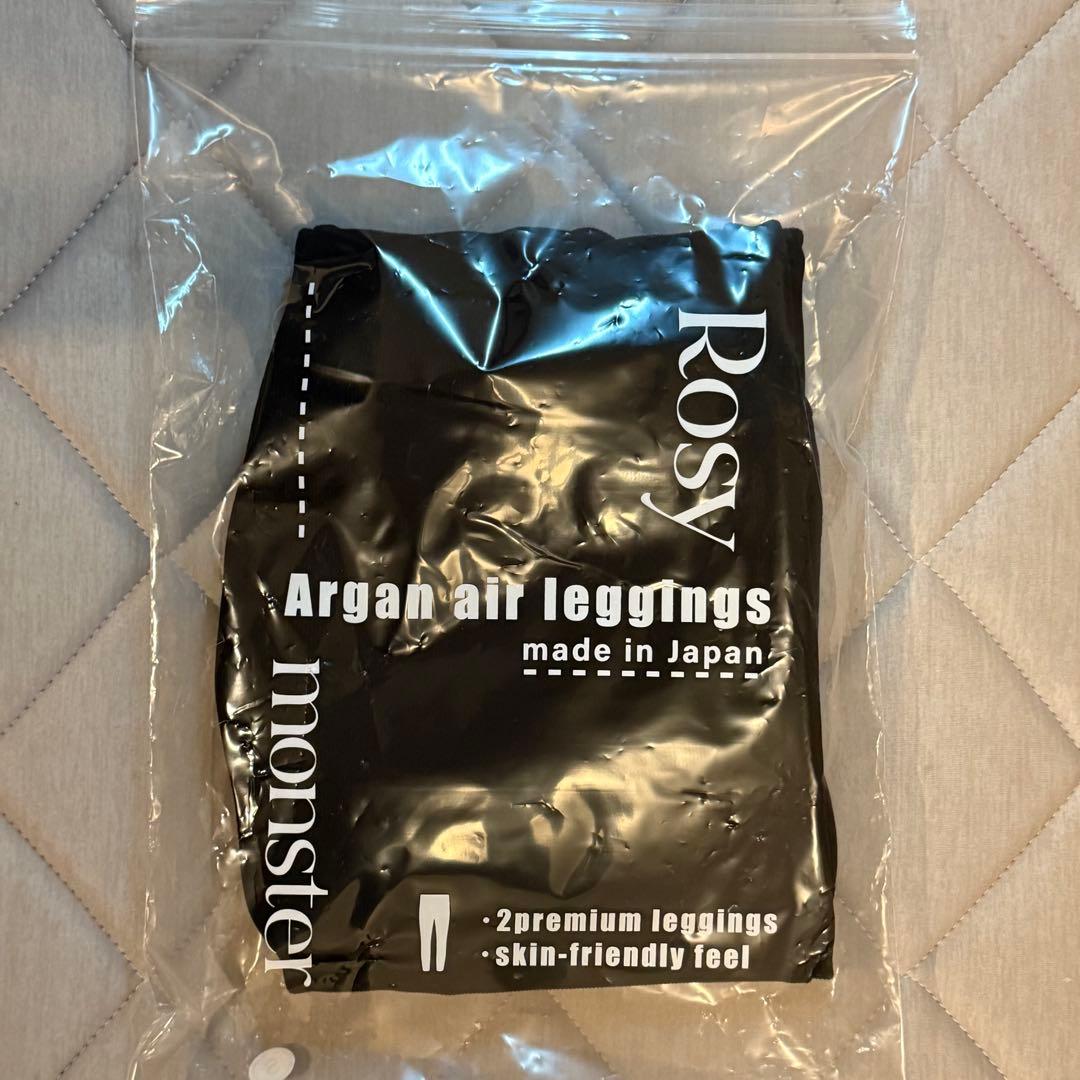 Rosy
Argan air leggings
made in Japan
monster
・2premium leggings
・skin-friendly feel